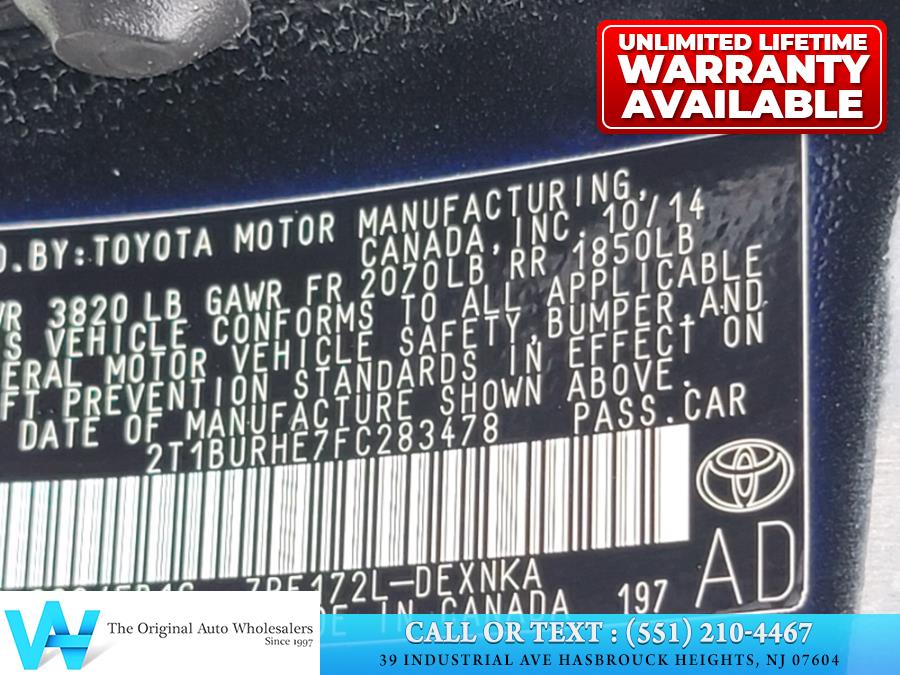 UNLIMITED LIFETIME
WARRANTY
AVAILABLE
D.BY:TOYOTA MOTOR MANUFACTURING,
CANADA, INC. 10/14
WR 3820 LB GAWR FR 2070LB RR 1850LB
S VEHICLE CONFORMS TO ALL APPLICABLE
ERAL MOTOR VEHICLE SAFETY, BUMPER, AND
FT PREVENTION STANDARDS IN EFFECT ON
DATE OF MANUFACTURE SHOWN ABOVE.
2T1BURHE7FC283478 PASS.CAR
AD
ZRE172L-DEXNKA
IN CANADA 197
W
The Original Auto Wholesalers
Since 1997
CALL OR TEXT : (551) 210-4467
39 INDUSTRIAL AVE HASBROUCK HEIGHTS, NJ 07604